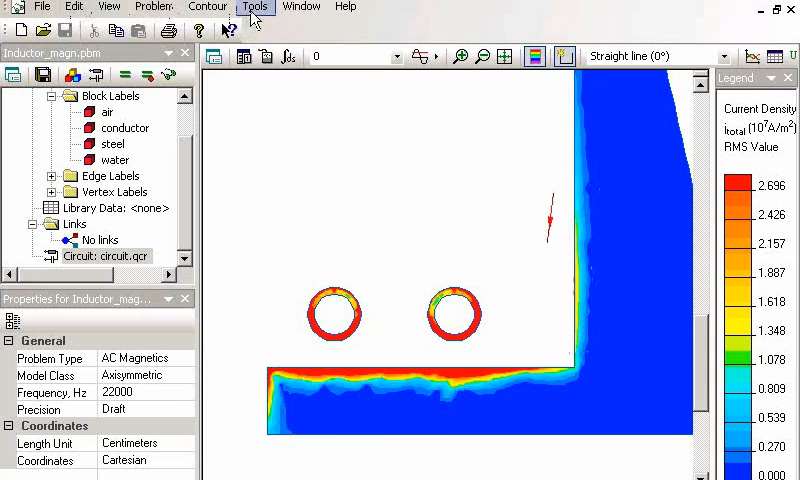 File Edit View Problem Contour Tools Window Help
Inductor_magn.pbm
0
Straight line (0°)
Block Labels
air
conductor
steel
water
Edge Labels
Vertex Labels
Library Data: <none>
Links
No links
Circuit: circuit.qcr
Properties for Inductor_mag...
General
Problem Type AC Magnetics
Model Class Axisymmetric
Frequency, Hz 22000
Precision Draft
Coordinates
Length Unit Centimeters
Coordinates Cartesian
Legend
Current Density
itotal (10⁷A/m²)
RMS Value
2.696
2.426
2.157
1.887
1.618
1.348
1.078
0.809
0.539
0.270
0.000